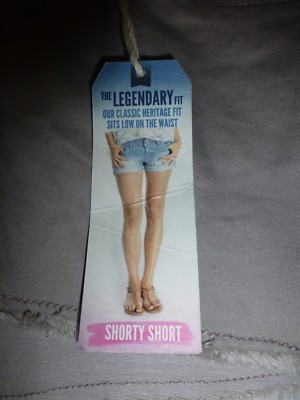 THE LEGENDARY FIT
OUR CLASSIC HERITAGE FIT
SITS LOW ON THE WAIST
SHORTY SHORT